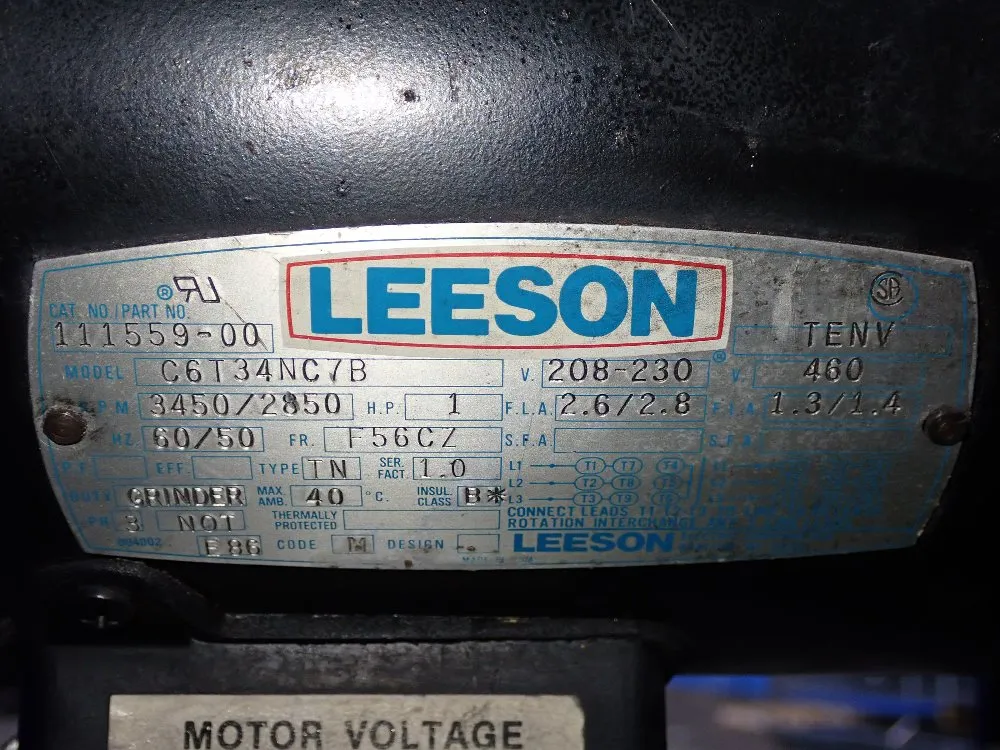 LEESON
CAT. NO./PART NO.
111559-00
TENV
MODEL C6T34NC7B V. 208-230 V. 460
3450/2850 H.P. 1 F.L.A. 2.6/2.8 F.L.A. 1.3/1.4
HZ. 60/50 FR. F56CZ S.F.A. S.F.A.
P.F. EFF. TYPE TN SER. FACT. 1.0 L1 T1 T7 T4
L2 T2 T8 T5
DUTY GRINDER MAX. AMB. 40 °C. INSUL. CLASS B* L3 T3 T9 T6
PH 3 NOT THERMALLY PROTECTED CONNECT LEADS
ROTATION INTERCHANGE
E86 CODE M DESIGN LEESON
MOTOR VOLTAGE